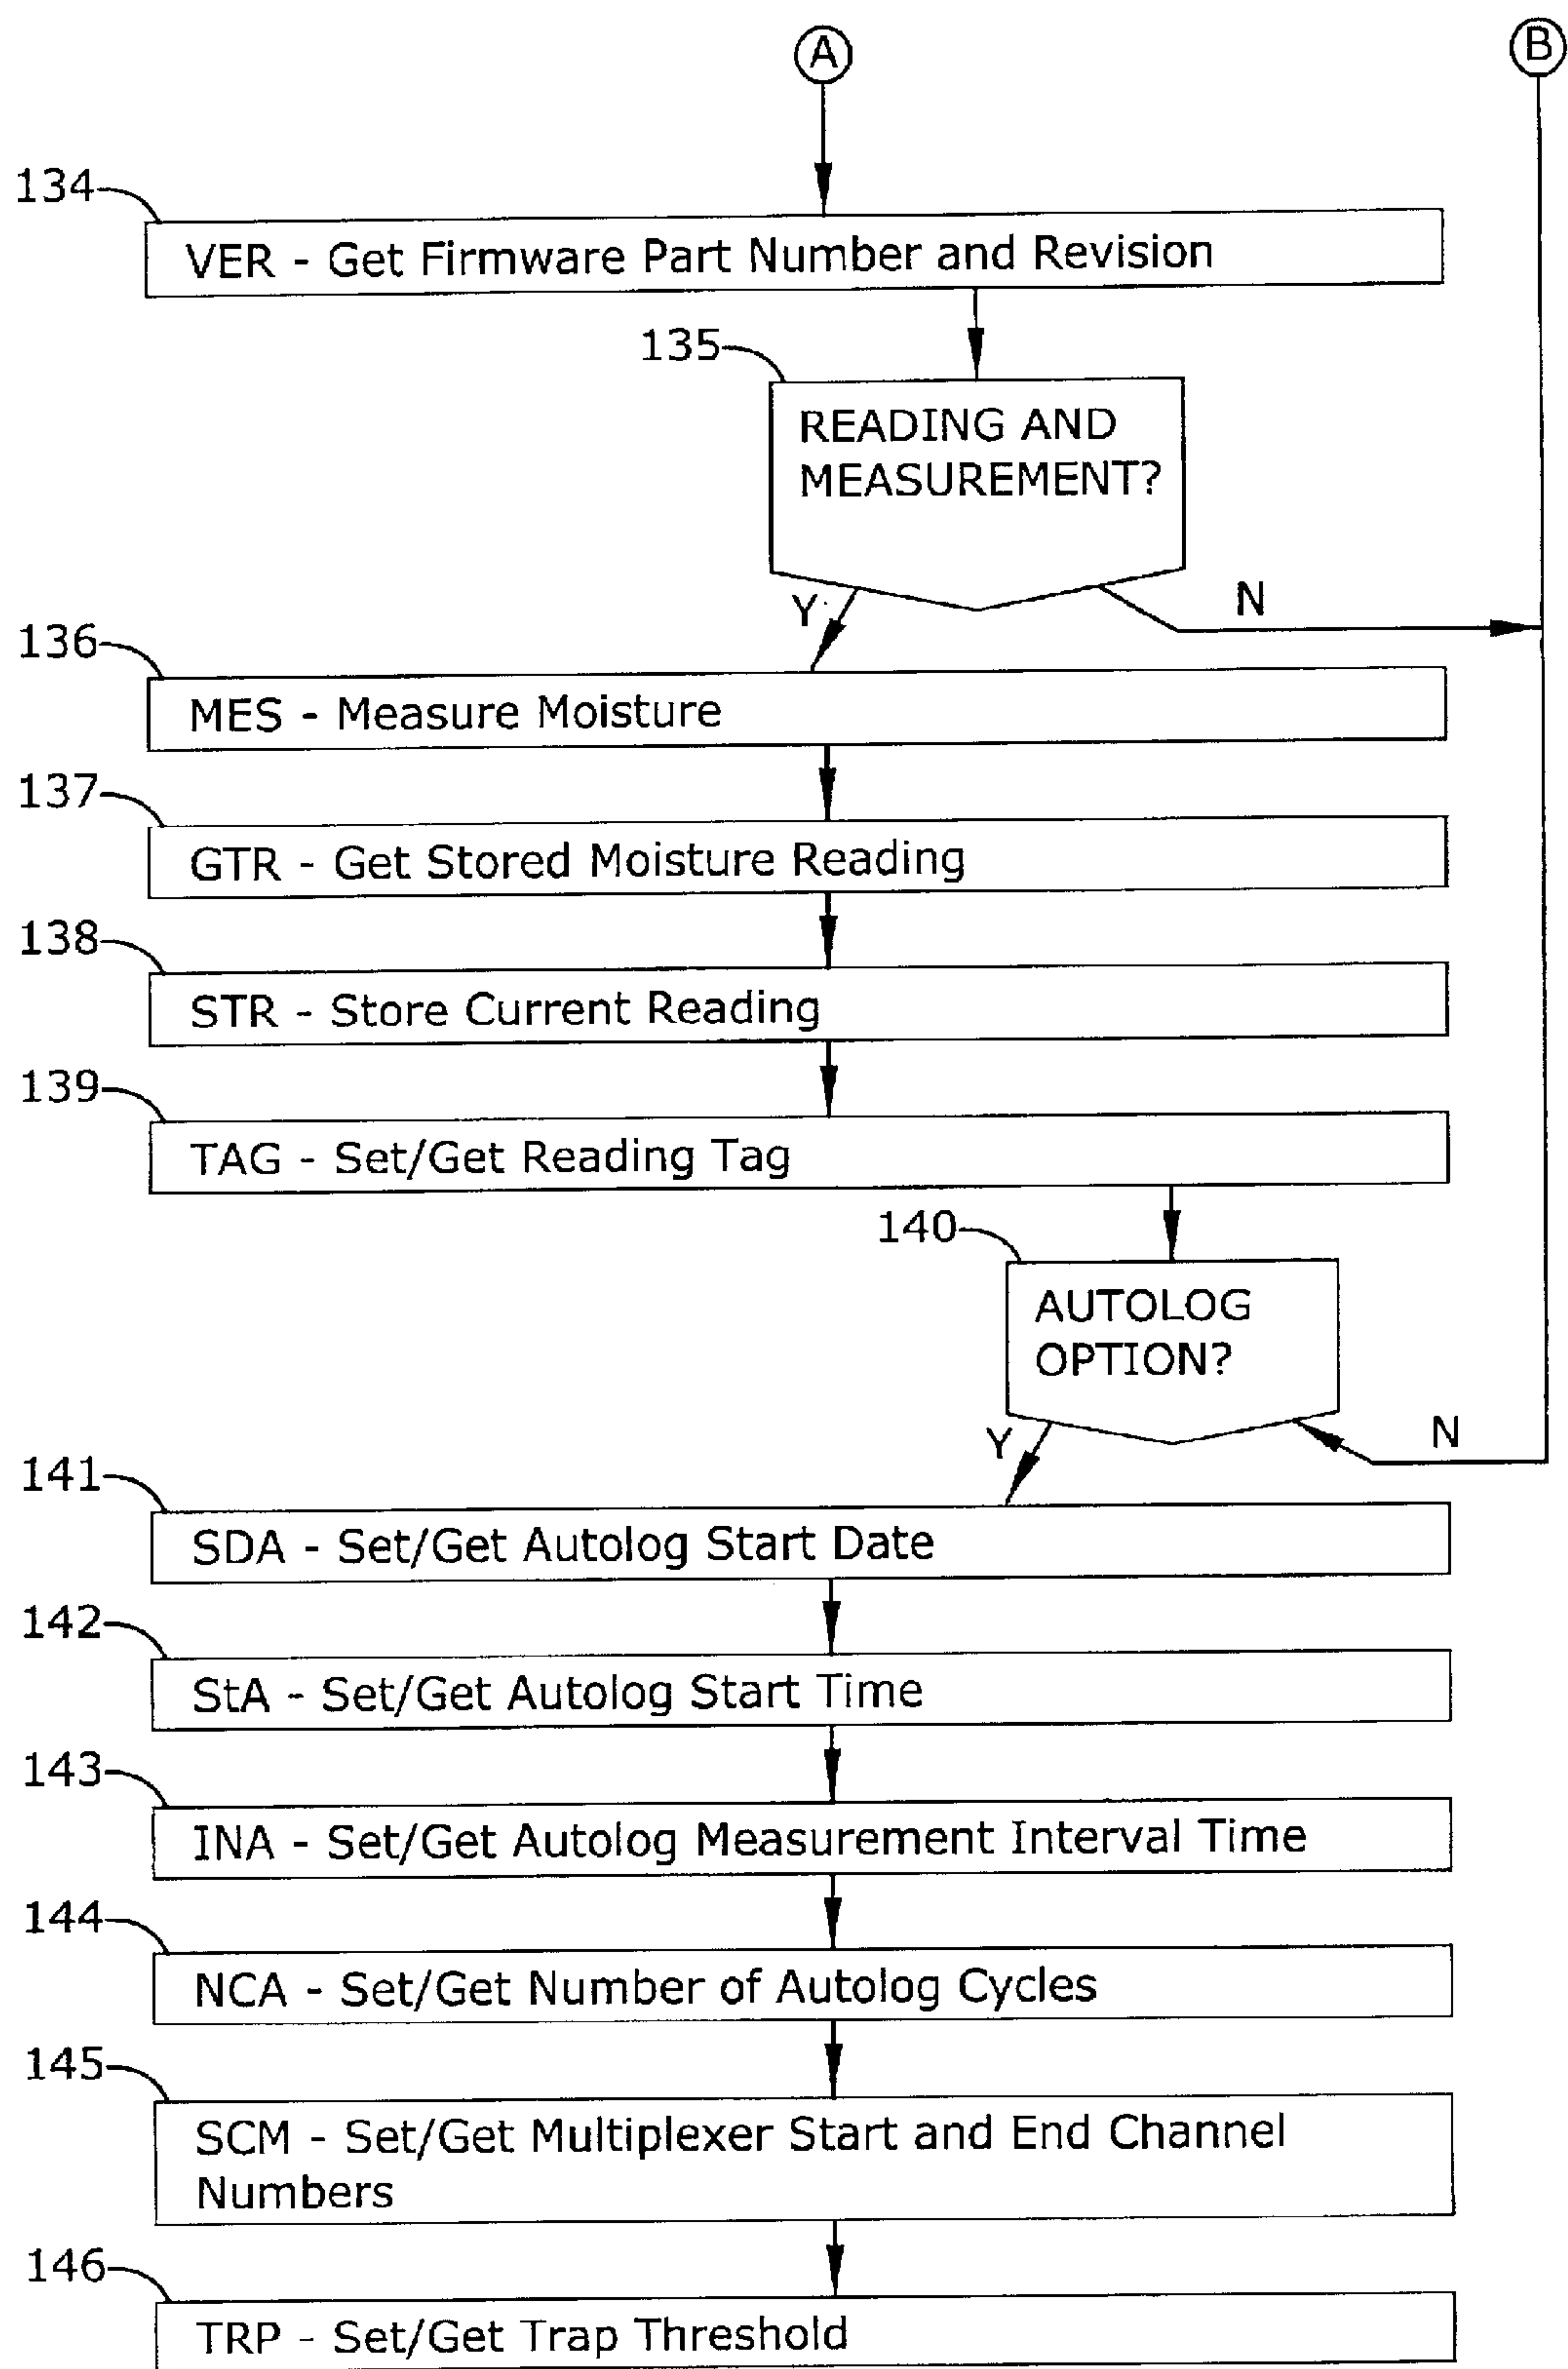 A
B
134
VER - Get Firmware Part Number and Revision
135
READING AND
MEASUREMENT?
Y
N
136
MES - Measure Moisture
137
GTR - Get Stored Moisture Reading
138
STR - Store Current Reading
139
TAG - Set/Get Reading Tag
140
AUTOLOG
OPTION?
Y
N
141
SDA - Set/Get Autolog Start Date
142
StA - Set/Get Autolog Start Time
143
INA - Set/Get Autolog Measurement Interval Time
144
NCA - Set/Get Number of Autolog Cycles
145
SCM - Set/Get Multiplexer Start and End Channel
Numbers
146
TRP - Set/Get Trap Threshold